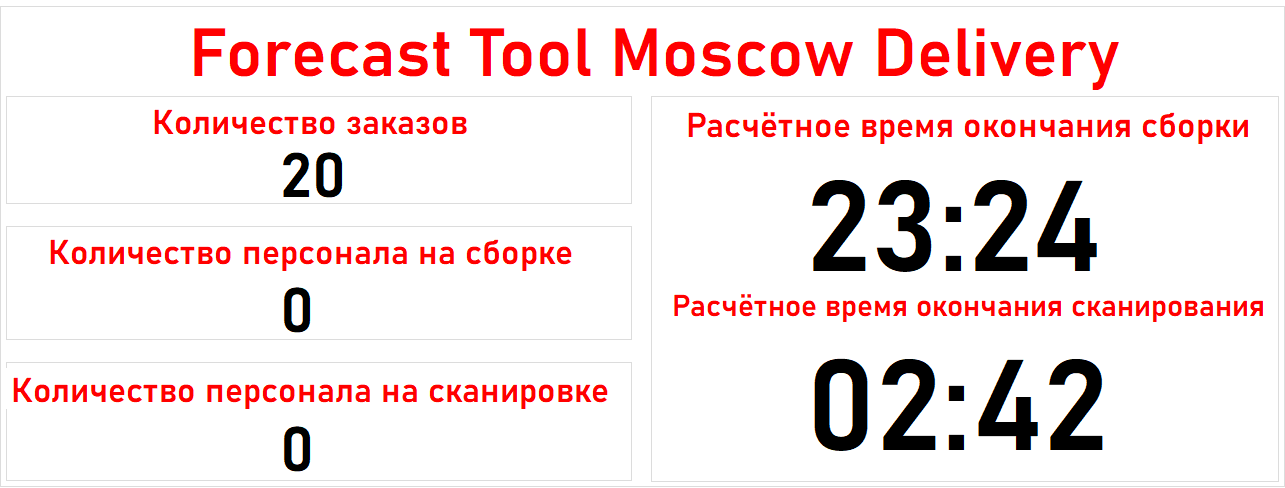 Forecast Tool Moscow Delivery
Количество заказов
20
Количество персонала на сборке
0
Количество персонала на сканировке
0
Расчётное время окончания сборки
23:24
Расчётное время окончания сканирования
02:42